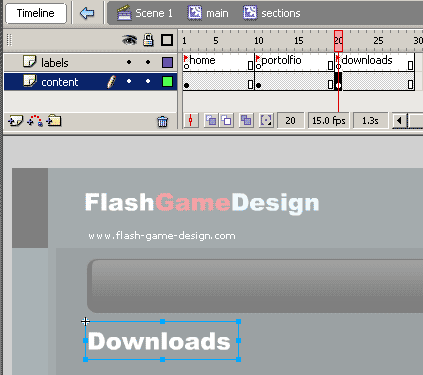 Timeline Scene 1 main sections
1 5 10 15 20 25 30
labels home portolfio downloads
content
20 15.0 fps 1.3s
FlashGameDesign
www.flash-game-design.com
Downloads